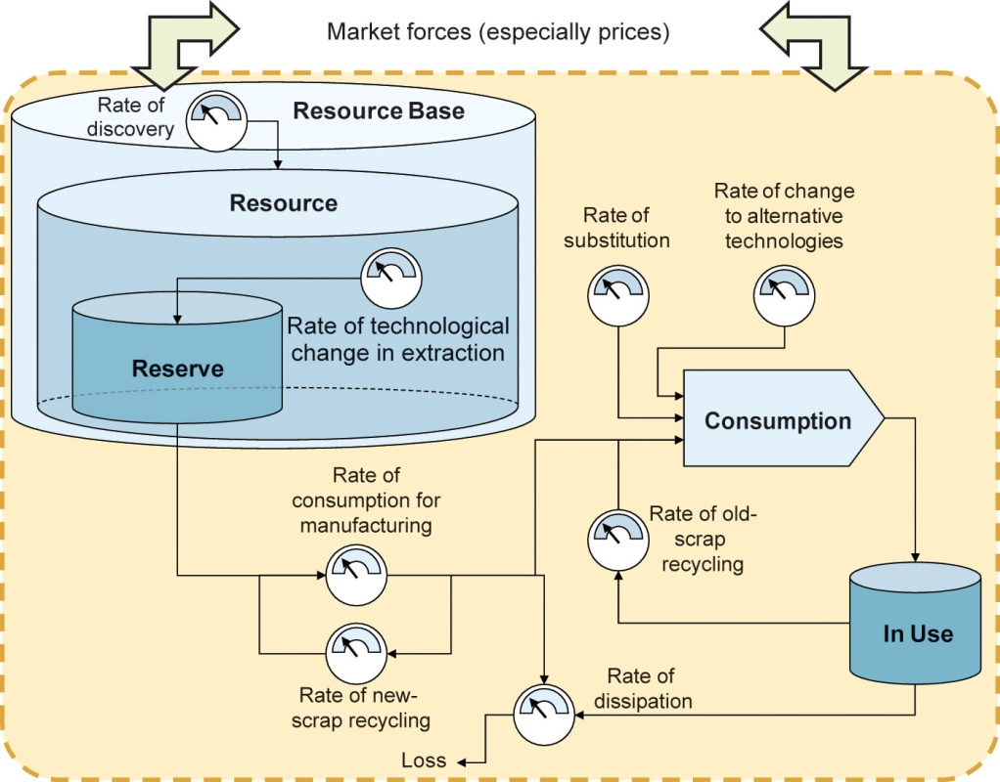 Market forces (especially prices)
Rate of
discovery
Resource Base
Resource
Rate of technological
change in extraction
Reserve
Rate of
substitution
Rate of change
to alternative
technologies
Consumption
Rate of
consumption for
manufacturing
Rate of old-
scrap
recycling
In Use
Rate of new-
scrap recycling
Rate of
dissipation
Loss